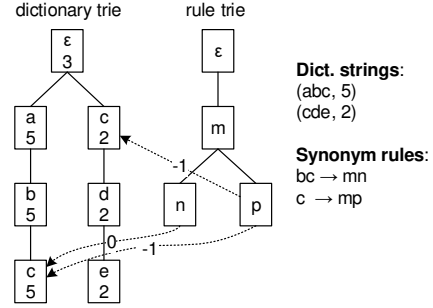 dictionary trie
rule trie
ε
3
ε
a
5
c
2
m
-1
b
5
d
2
n
p
0
-1
c
5
e
2
Dict. strings:
(abc, 5)
(cde, 2)
Synonym rules:
bc → mn
c → mp